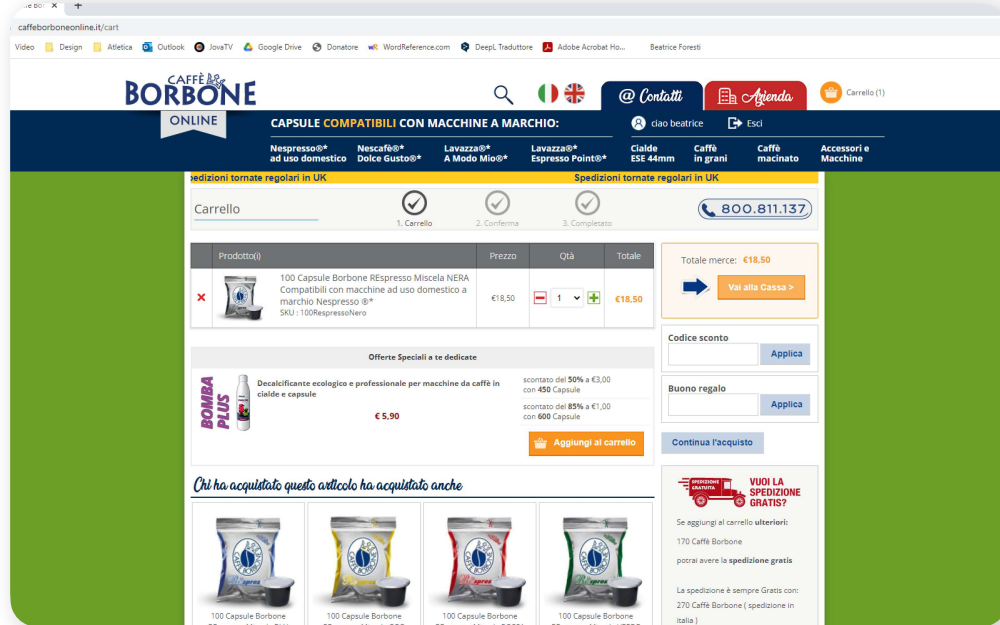 caffeborboneonline.it/cart
Video Design Atletica Outlook JovaTV Google Drive Donatore WordReference.com DeepL Traduttore Adobe Acrobat Ho... Beatrice Foresti
CAFFÈ
BORBONE
ONLINE
@ Contatti
Azienda
Carrello (1)
CAPSULE COMPATIBILI CON MACCHINE A MARCHIO:
ciao beatrice
Esci
Nespresso®*
ad uso domestico
Nescafè®*
Dolce Gusto®*
Lavazza®*
A Modo Mio®*
Lavazza®*
Espresso Point®*
Cialde
ESE 44mm
Caffè
in grani
Caffè
macinato
Accessori e
Macchine
pedizioni tornate regolari in UK
Spedizioni tornate regolari in UK
Carrello
1. Carrello
2. Conferma
3. Completato
800.811.137
Prodotto(i) Prezzo Qtà Totale
100 Capsule Borbone REspresso Miscela NERA
Compatibili con macchine ad uso domestico a
marchio Nespresso ®*
SKU : 100RespressoNero
€18,50
1
€18,50
Totale merce: €18,50
Vai alla Cassa >
Codice sconto
Applica
Buono regalo
Applica
Continua l'acquisto
Offerte Speciali a te dedicate
BOMBA
PLUS
Decalcificante ecologico e professionale per macchine da caffè in
cialde e capsule
€ 5,90
scontato del 50% a €3,00
con 450 Capsule
scontato del 85% a €1,00
con 600 Capsule
Aggiungi al carrello
Chi ha acquistato questo articolo ha acquistato anche
100 Capsule Borbone
100 Capsule Borbone
100 Capsule Borbone
100 Capsule Borbone
SPEDIZIONE
GRATUITA
VUOI LA
SPEDIZIONE
GRATIS?
Se aggiungi al carrello ulteriori:
170 Caffè Borbone
potrai avere la spedizione gratis
La spedizione è sempre Gratis con:
270 Caffè Borbone ( spedizione in
italia )